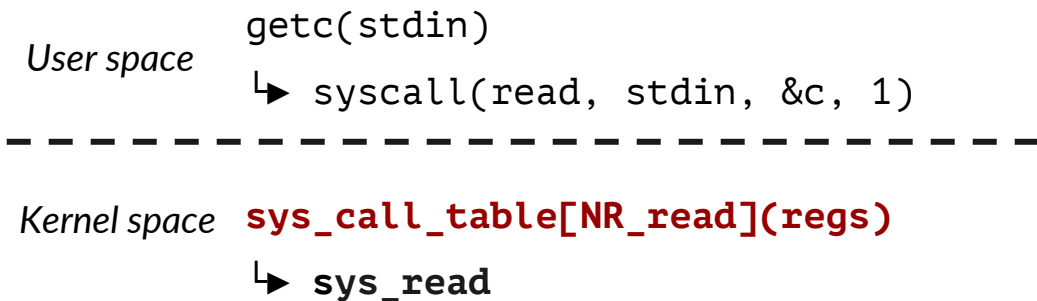 getc(stdin)
User space
syscall(read, stdin, &c, 1)
Kernel space sys_call_table[NR_read](regs)
sys_read